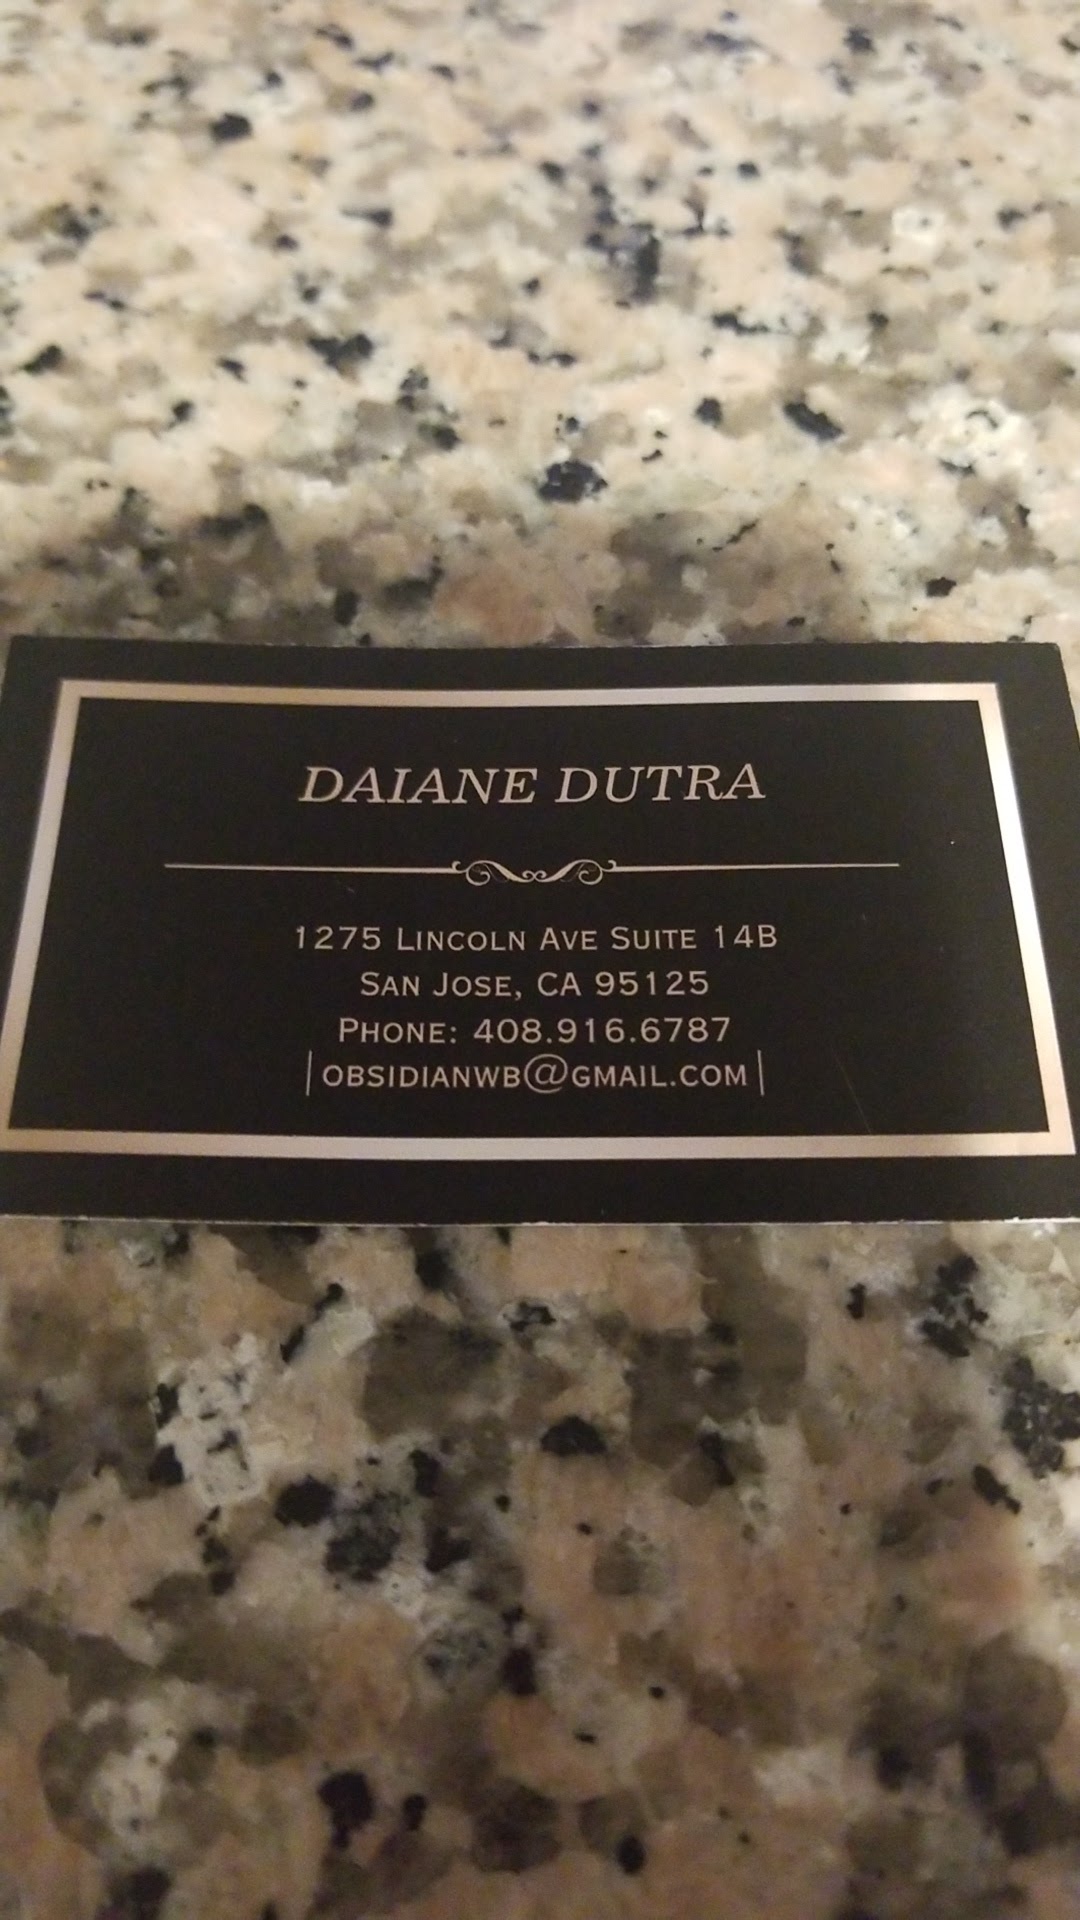 DAIANE DUTRA
1275 LINCOLN AVE SUITE 14B
SAN JOSE, CA 95125
PHONE: 408.916.6787
|OBSIDIANWB@GMAIL.COM|